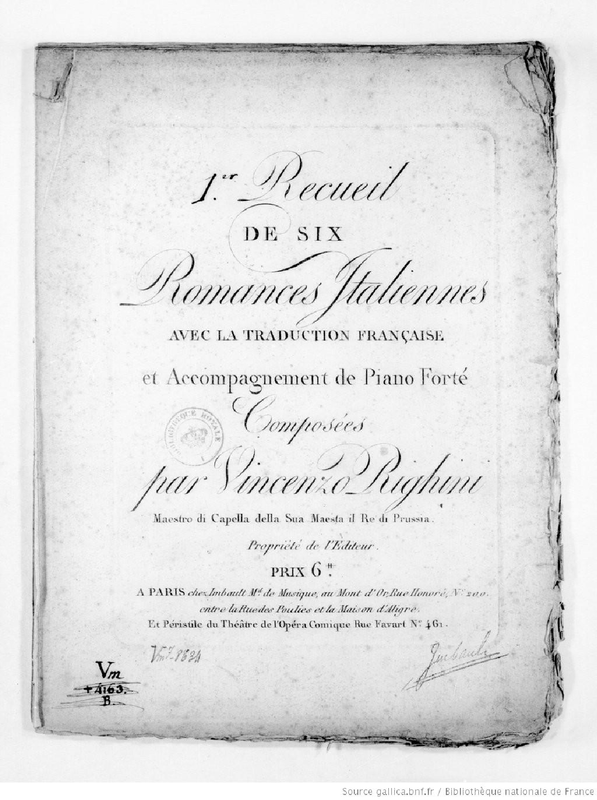 1.er Recueil
DE SIX
Romances Italiennes
AVEC LA TRADUCTION FRANÇAISE
et Accompagnement de Piano Forté
Composées
BIBLIOTHEQUE ROYALE
par Vincenzo Righini
Maestro di Capella della Sua Maesta il Re di Prussia.
Propriété de l'Editeur.
PRIX 6.tt
A PARIS chez Imbault M.d de Musique, au Mont d'Or, Rue Honoré, N.o 200.
entre la Rue des Poulies et la Maison d'Aligre.
Et Péristile du Théâtre de l'Opéra Comique Rue Favart N.o 461.
Imbault
Vm
+4163.
B.
Source gallica.bnf.fr / Bibliothèque nationale de France